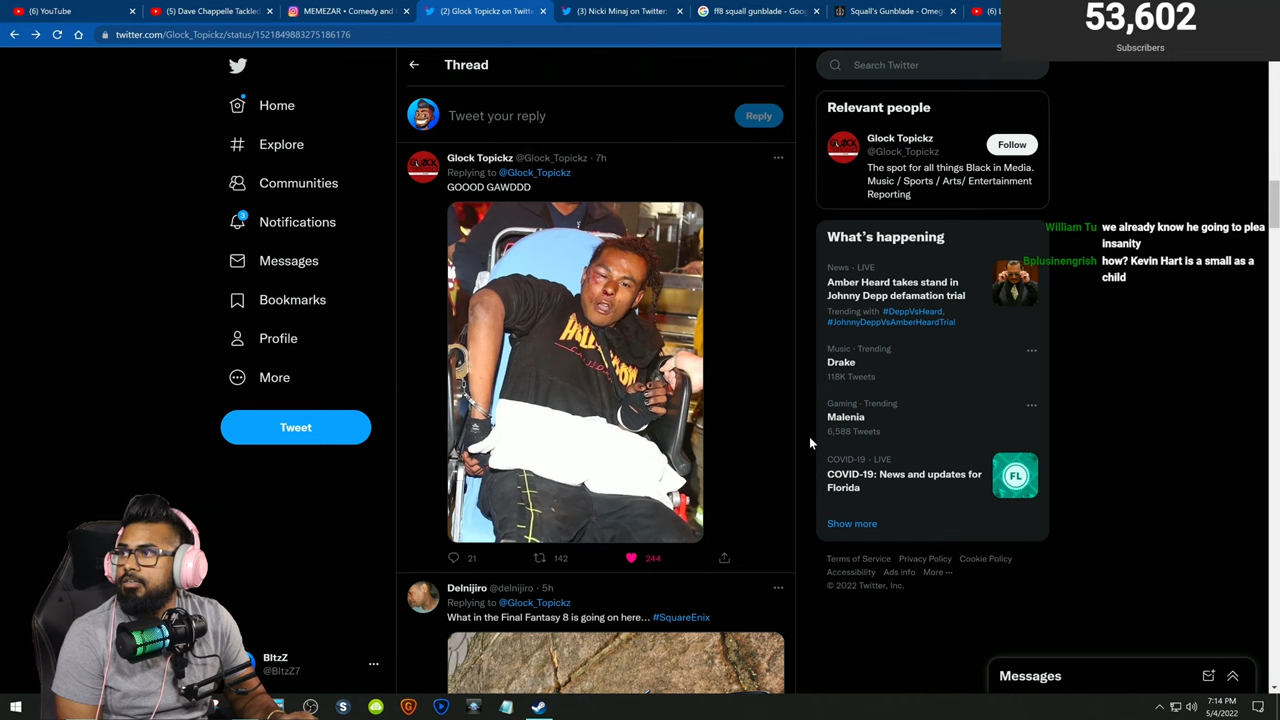 (6) YouTube
(5) Dave Chappelle Tackled
MEMEZAR • Comedy and
(2) Glock Topickz on Twitt
(3) Nicki Minaj on Twitter:
ff8 squall gunblade - Goog
Squall's Gunblade - Omeg
53,602
Subscribers
twitter.com/Glock_Topickz/status/1521849883275186176
Home
Explore
Communities
3
Notifications
Messages
Bookmarks
Profile
More
Tweet
BltzZ
@BltzZ7
Thread
Tweet your reply
Reply
Glock Topickz @Glock_Topickz · 7h
Replying to @Glock_Topickz
GOOOD GAWDDD
21
142
244
Delnijiro @delnijiro · 5h
Replying to @Glock_Topickz
What in the Final Fantasy 8 is going on here... #SquareEnix
Search Twitter
Relevant people
Glock Topickz
@Glock_Topickz
Follow
The spot for all things Black in Media.
Music / Sports / Arts/ Entertainment
Reporting
What's happening
News · LIVE
Amber Heard takes stand in
Johnny Depp defamation trial
Trending with #DeppVsHeard,
#JohnnyDeppVsAmberHeardTrial
Music · Trending
Drake
118K Tweets
Gaming · Trending
Malenia
6,588 Tweets
COVID-19 · LIVE
COVID-19: News and updates for
Florida
FL
Show more
Terms of Service Privacy Policy Cookie Policy
Accessibility Ads info More
© 2022 Twitter, Inc.
William Tu we already know he going to plea
insanity
Bplusinengrish how? Kevin Hart is a small as a
child
Messages
7:14 PM
5/4/2022